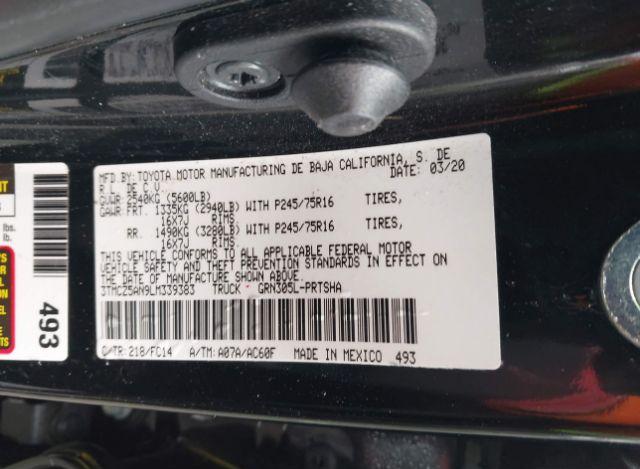 MFD.BY: TOYOTA MOTOR MANUFACTURING DE BAJA CALIFORNIA, S. DE
R.L. DE C.V. DATE: 03/20
GVWR 2540KG (5600LB)
GAWR FRT. 1335KG (2940LB) WITH P245/75R16 TIRES,
16X7J RIMS
RR. 1490KG (3280LB) WITH P245/75R16 TIRES,
16X7J RIMS
THIS VEHICLE CONFORMS TO ALL APPLICABLE FEDERAL MOTOR
VEHICLE SAFETY AND THEFT PREVENTION STANDARDS IN EFFECT ON
THE DATE OF MANUFACTURE SHOWN ABOVE.
3TMCZ5AN9LM339383 TRUCK GRN305L-PRTSHA
C/TR: 218/FC14 A/TM: A07A/AC60F MADE IN MEXICO 493
lbs.
lb.
493